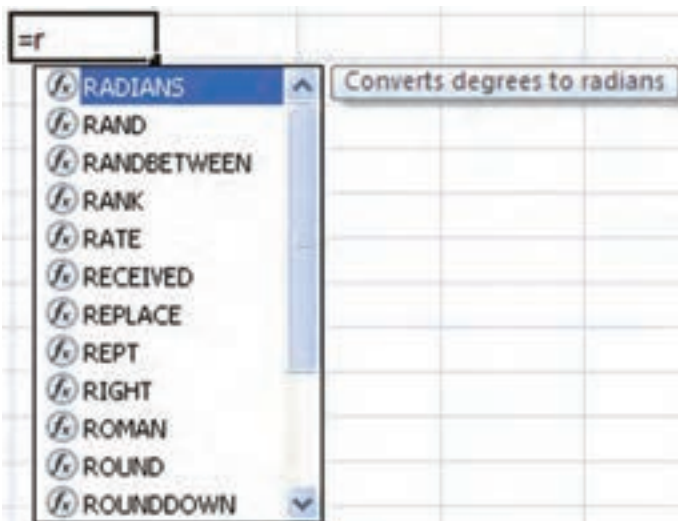 =r
RADIANS
Converts degrees to radians
RAND
RANDBETWEEN
RANK
RATE
RECEIVED
REPLACE
REPT
RIGHT
ROMAN
ROUND
ROUNDDOWN